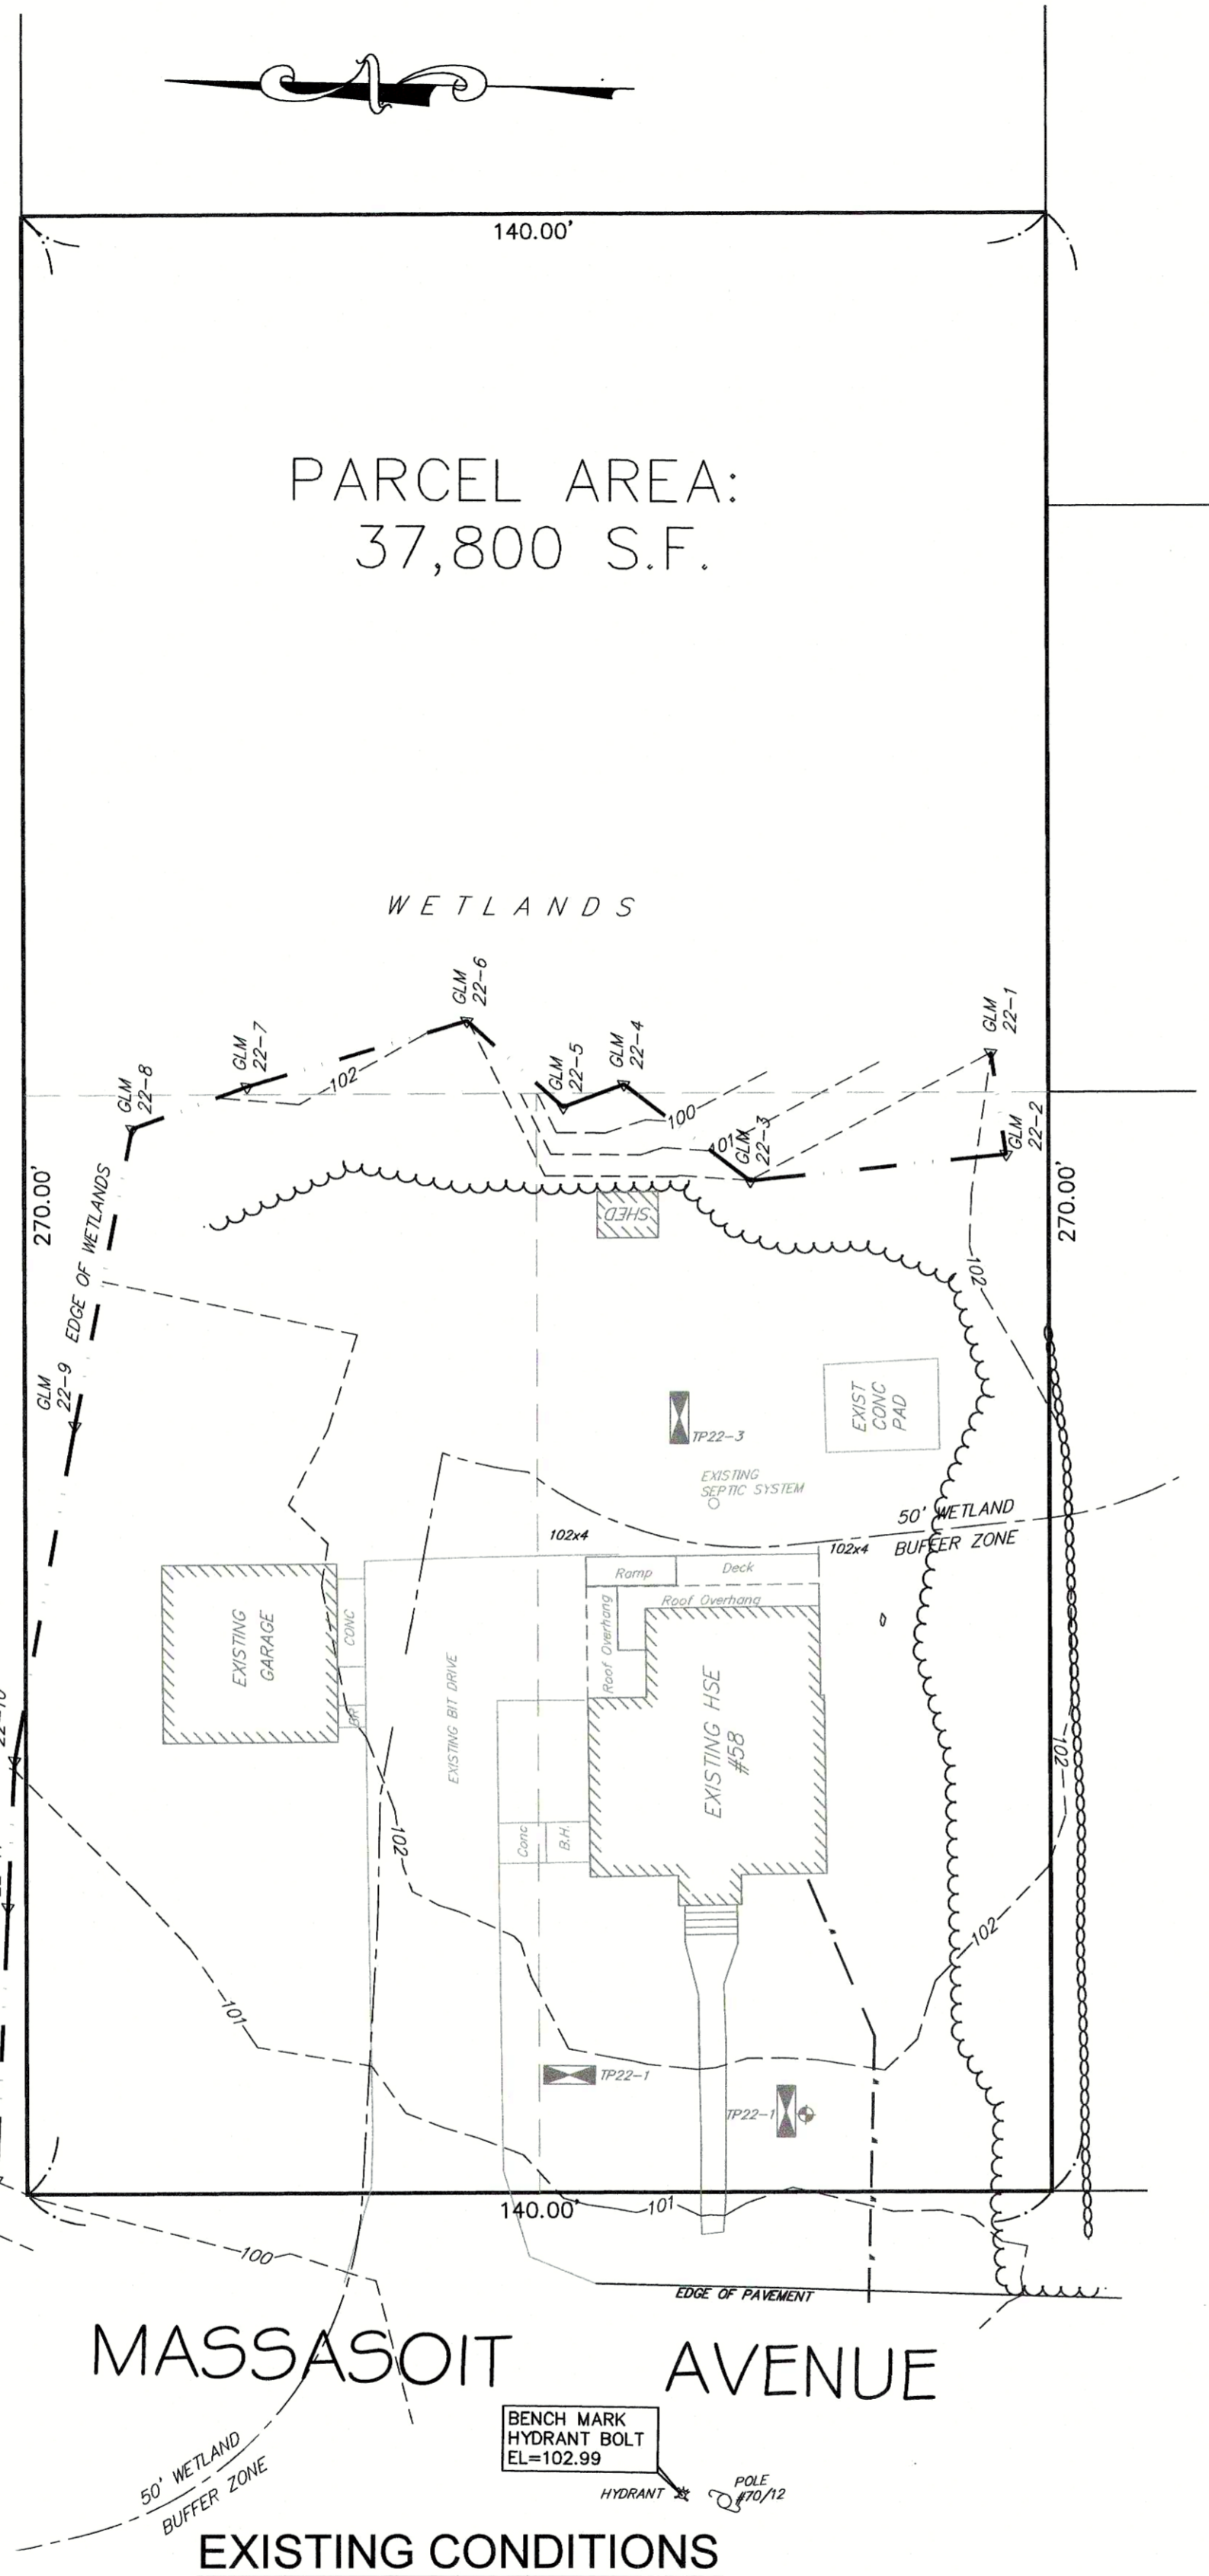 140.00'
PARCEL AREA:
37,800 S.F.
WETLANDS
GLM
22-6
GLM
22-1
GLM
22-7
GLM
22-4
GLM
22-5
102
GLM
22-8
100
101
GLM
22-3
GLM
22-2
270.00'
270.00'
EDGE OF WETLANDS
SHED
102
GLM
22-9
EXIST
CONC
PAD
TP22-3
EXISTING
SEPTIC SYSTEM
50' WETLAND
BUFFER ZONE
102x4
102x4
Ramp
Deck
Roof Overhang
Roof Overhang
EXISTING
GARAGE
CONC
BR
EXISTING BIT DRIVE
EXISTING HSE
#58
102
102
Conc
B.H.
102
101
TP22-1
TP22-1
140.00'
101
100
EDGE OF PAVEMENT
MASSASOIT AVENUE
BENCH MARK
HYDRANT BOLT
EL=102.99
50' WETLAND
BUFFER ZONE
HYDRANT
POLE
#70/12
EXISTING CONDITIONS